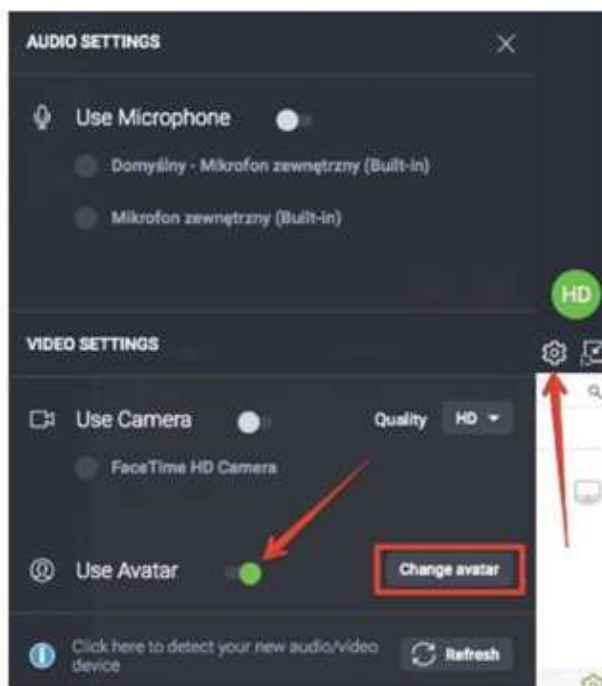 AUDIO SETTINGS
Use Microphone
Domyślny - Mikrofon zewnętrzny (Built-in)
Mikrofon zewnętrzny (Built-in)
HD
VIDEO SETTINGS
Use Camera
Quality HD
FaceTime HD Camera
Use Avatar
Change avatar
Click here to detect your new audio/video
device
Refresh